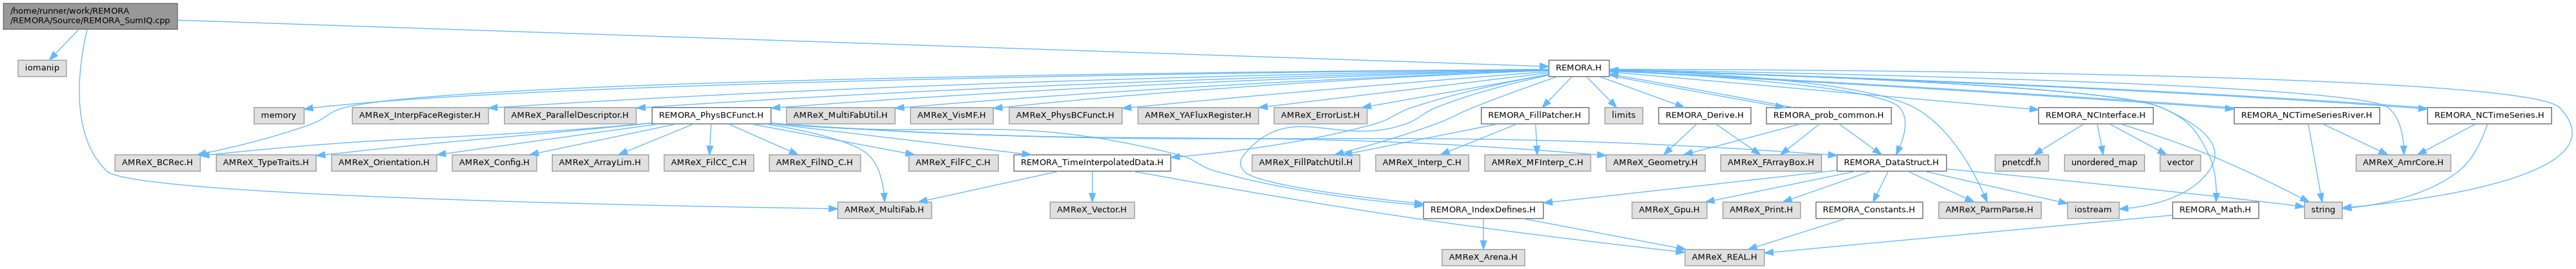 /home/runner/work/REMORA
/REMORA/Source/REMORA_SumIQ.cpp
iomanip
REMORA.H
memory
AMReX_InterpFaceRegister.H
AMReX_ParallelDescriptor.H
REMORA_PhysBCFunct.H
AMReX_MultiFabUtil.H
AMReX_VisMF.H
AMReX_PhysBCFunct.H
AMReX_YAFluxRegister.H
AMReX_ErrorList.H
REMORA_FillPatcher.H
limits
REMORA_Derive.H
REMORA_prob_common.H
REMORA_NCInterface.H
REMORA_NCTimeSeriesRiver.H
REMORA_NCTimeSeries.H
AMReX_BCRec.H
AMReX_TypeTraits.H
AMReX_Orientation.H
AMReX_Config.H
AMReX_ArrayLim.H
AMReX_FilCC_C.H
AMReX_FilND_C.H
AMReX_FilFC_C.H
REMORA_TimeInterpolatedData.H
AMReX_FillPatchUtil.H
AMReX_Interp_C.H
AMReX_MFInterp_C.H
AMReX_Geometry.H
AMReX_FArrayBox.H
REMORA_DataStruct.H
pnetcdf.h
unordered_map
vector
AMReX_AmrCore.H
AMReX_MultiFab.H
AMReX_Vector.H
REMORA_IndexDefines.H
AMReX_Gpu.H
AMReX_Print.H
REMORA_Constants.H
AMReX_ParmParse.H
iostream
REMORA_Math.H
string
AMReX_Arena.H
AMReX_REAL.H